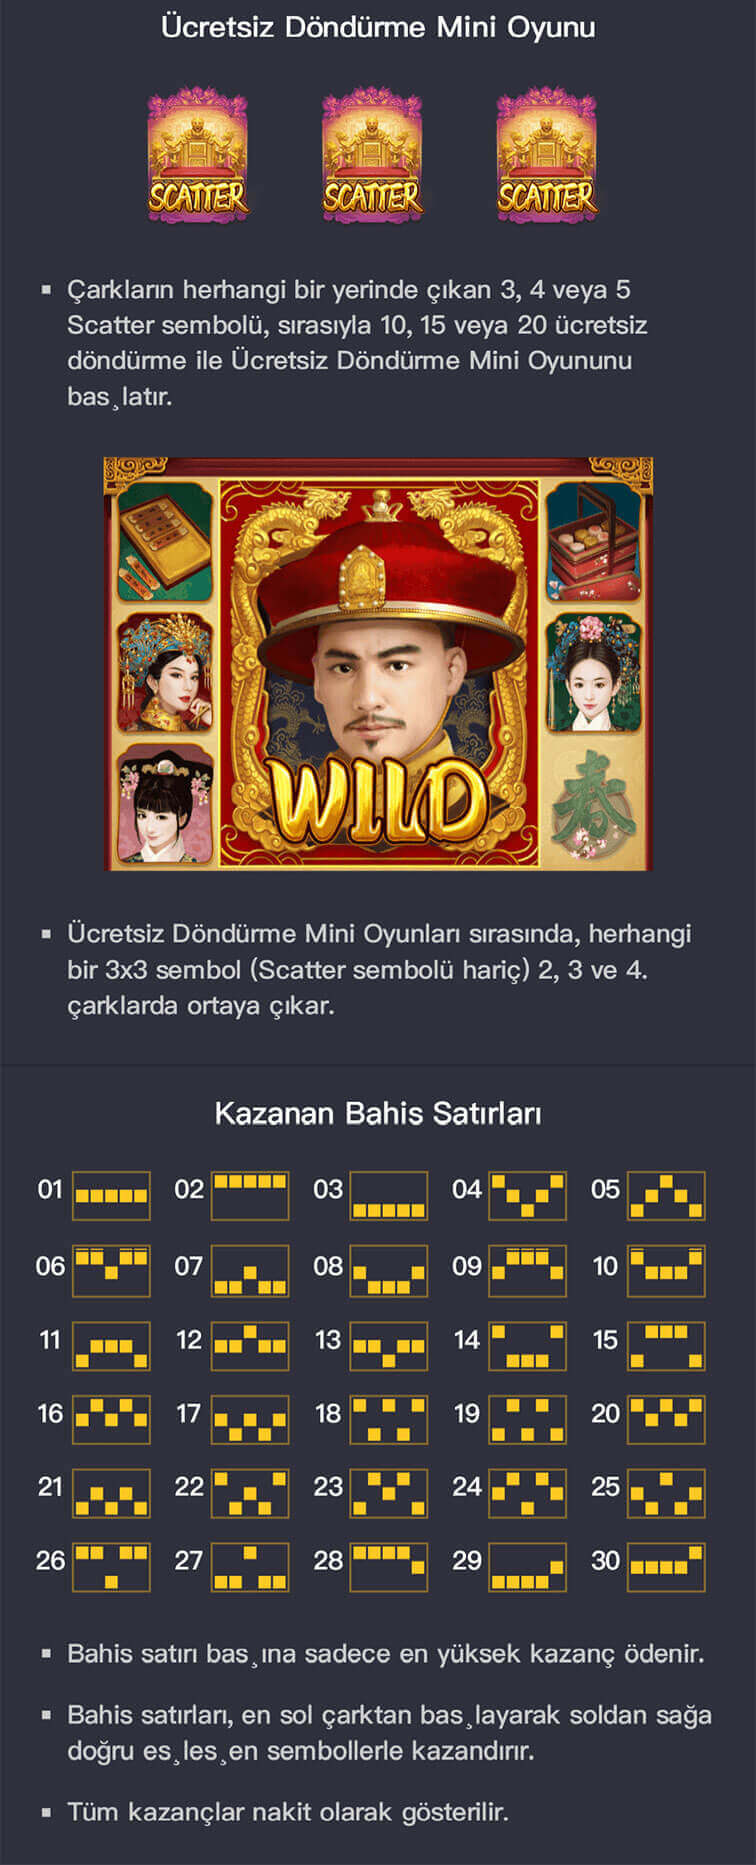 Ücretsiz Döndürme Mini Oyunu
SCATTER SCATTER SCATTER
▪ Çarkların herhangi bir yerinde çıkan 3, 4 veya 5
Scatter sembolü, sırasıyla 10, 15 veya 20 ücretsiz
döndürme ile Ücretsiz Döndürme Mini Oyununu
bas¸latır.
春
WILD
▪ Ücretsiz Döndürme Mini Oyunları sırasında, herhangi
bir 3x3 sembol (Scatter sembolü hariç) 2, 3 ve 4.
çarklarda ortaya çıkar.
Kazanan Bahis Satırları
01 02 03 04 05
06 07 08 09 10
11 12 13 14 15
16 17 18 19 20
21 22 23 24 25
26 27 28 29 30
▪ Bahis satırı bas¸ına sadece en yüksek kazanç ödenir.
▪ Bahis satırları, en sol çarktan bas¸layarak soldan sağa
doğru es¸les¸en sembollerle kazandırır.
▪ Tüm kazançlar nakit olarak gösterilir.